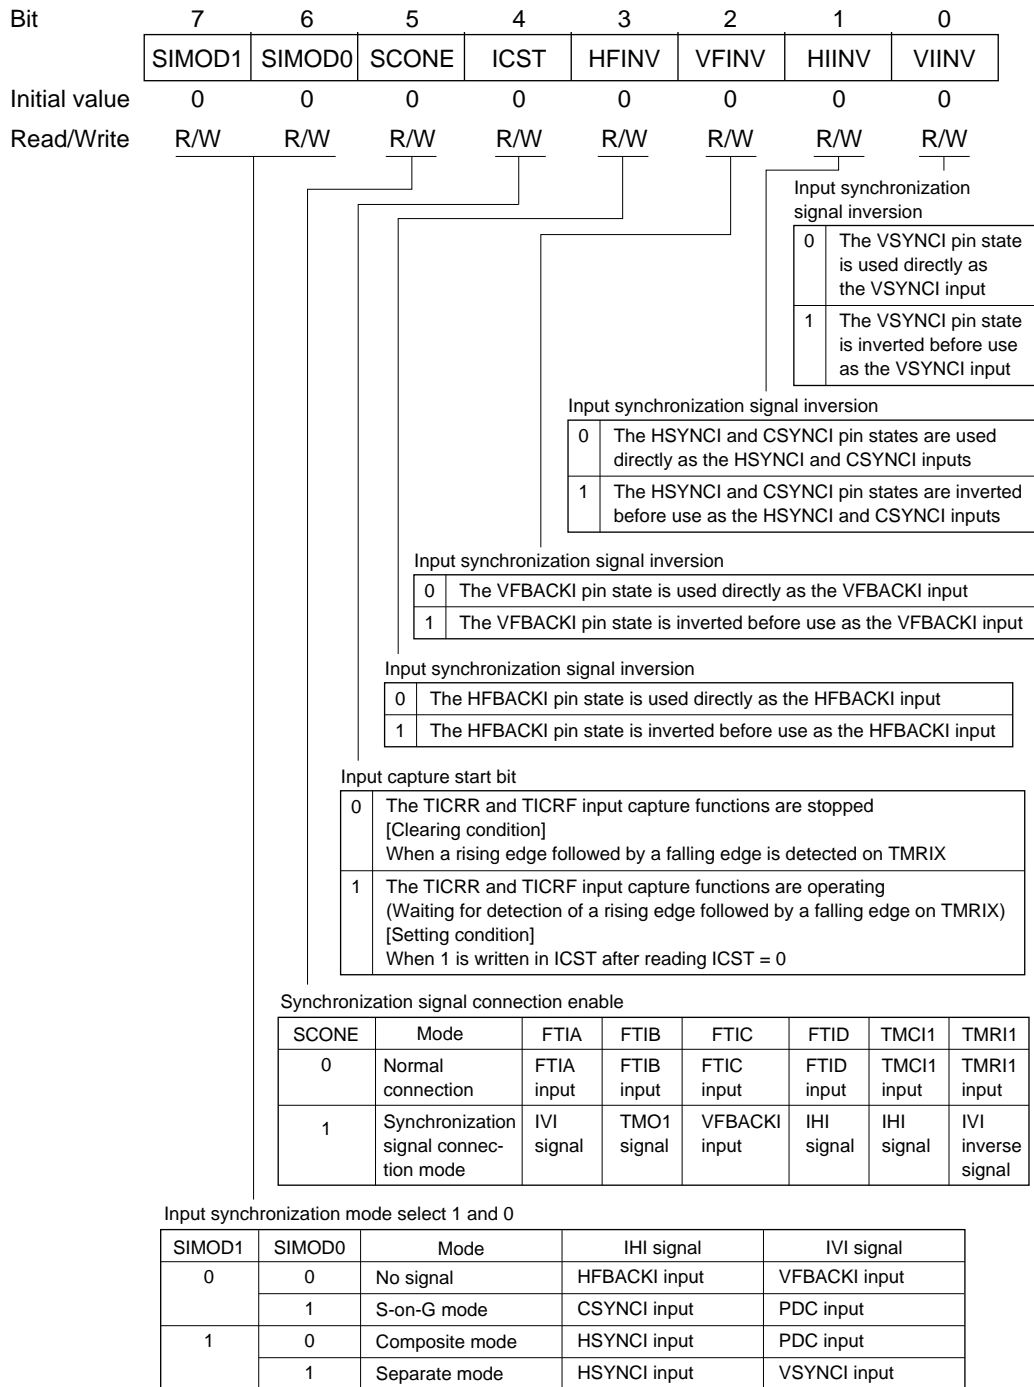 Bit 7 6 5 4 3 2 1 0
SIMOD1 SIMOD0 SCONE ICST HFINV VFINV HIINV VIINV
Initial value 0 0 0 0 0 0 0 0
Read/Write R/W R/W R/W R/W R/W R/W R/W R/W
Input synchronization
signal inversion
0 The VSYNCI pin state
is used directly as
the VSYNCI input
1 The VSYNCI pin state
is inverted before use
as the VSYNCI input
Input synchronization signal inversion
0 The HSYNCI and CSYNCI pin states are used
directly as the HSYNCI and CSYNCI inputs
1 The HSYNCI and CSYNCI pin states are inverted
before use as the HSYNCI and CSYNCI inputs
Input synchronization signal inversion
0 The VFBACKI pin state is used directly as the VFBACKI input
1 The VFBACKI pin state is inverted before use as the VFBACKI input
Input synchronization signal inversion
0 The HFBACKI pin state is used directly as the HFBACKI input
1 The HFBACKI pin state is inverted before use as the HFBACKI input
Input capture start bit
0 The TICRR and TICRF input capture functions are stopped
[Clearing condition]
When a rising edge followed by a falling edge is detected on TMRIX
1 The TICRR and TICRF input capture functions are operating
(Waiting for detection of a rising edge followed by a falling edge on TMRIX)
[Setting condition]
When 1 is written in ICST after reading ICST = 0
Synchronization signal connection enable
SCONE Mode FTIA FTIB FTIC FTID TMCI1 TMRI1
0 Normal FTIA FTIB FTIC FTID TMCI1 TMRI1
connection input input input input input input
1 Synchronization IVI TMO1 VFBACKI IHI IHI IVI
signal connec- signal signal input signal signal inverse
tion mode signal
Input synchronization mode select 1 and 0
SIMOD1 SIMOD0 Mode IHI signal IVI signal
0 0 No signal HFBACKI input VFBACKI input
1 S-on-G mode CSYNCI input PDC input
1 0 Composite mode HSYNCI input PDC input
1 Separate mode HSYNCI input VSYNCI input